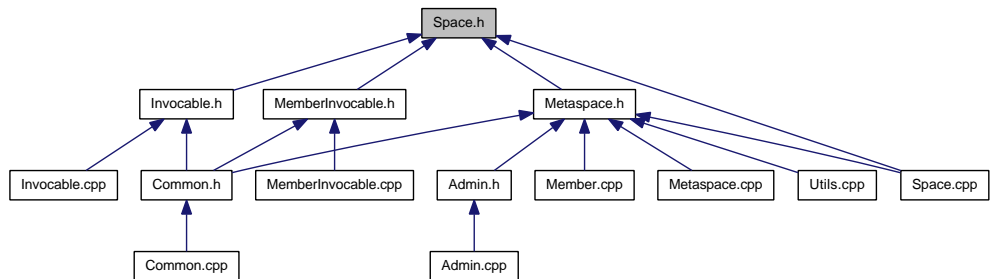 Space.h
Invocable.h
MemberInvocable.h
Metaspace.h
Invocable.cpp
Common.h
MemberInvocable.cpp
Admin.h
Member.cpp
Metaspace.cpp
Utils.cpp
Space.cpp
Common.cpp
Admin.cpp